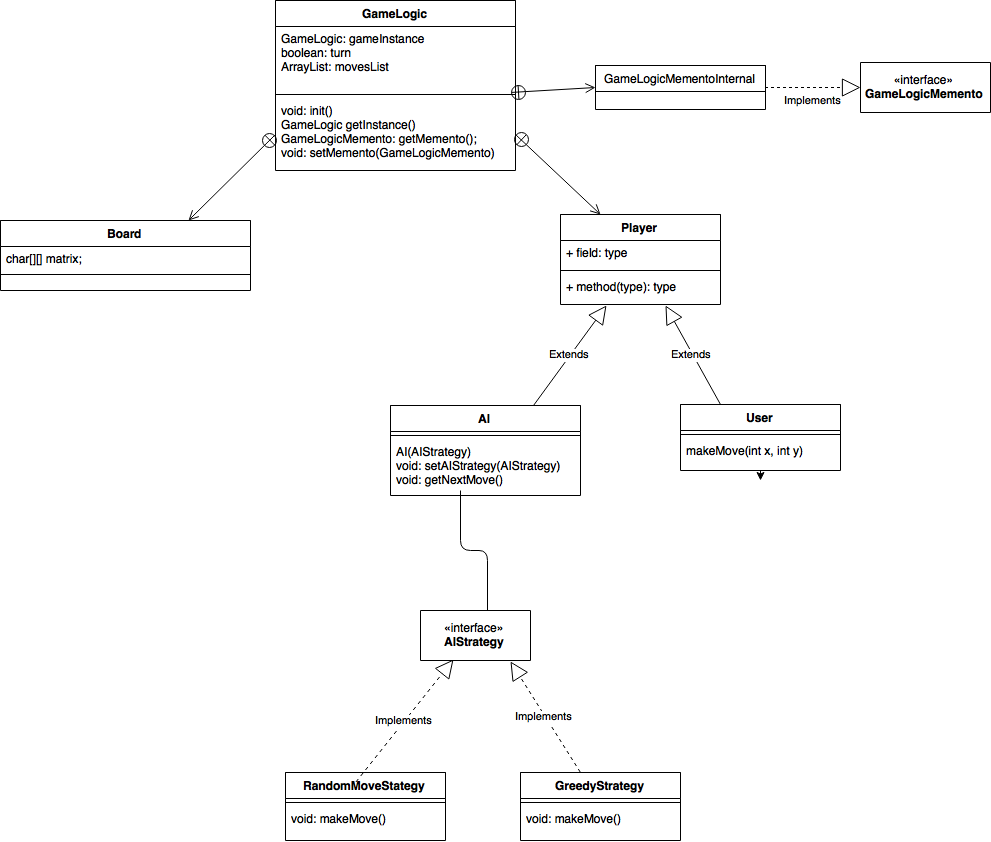 GameLogic
GameLogic: gameInstance
boolean: turn
ArrayList: movesList
void: init()
GameLogic getInstance()
GameLogicMemento: getMemento();
void: setMemento(GameLogicMemento)
GameLogicMementoInternal
Implements
«interface»
GameLogicMemento
Board
char[][] matrix;
Player
+ field: type
+ method(type): type
Extends
Extends
AI
AI(AIStrategy)
void: setAIStrategy(AIStrategy)
void: getNextMove()
User
makeMove(int x, int y)
«interface»
AIStrategy
Implements
Implements
RandomMoveStategy
void: makeMove()
GreedyStrategy
void: makeMove()